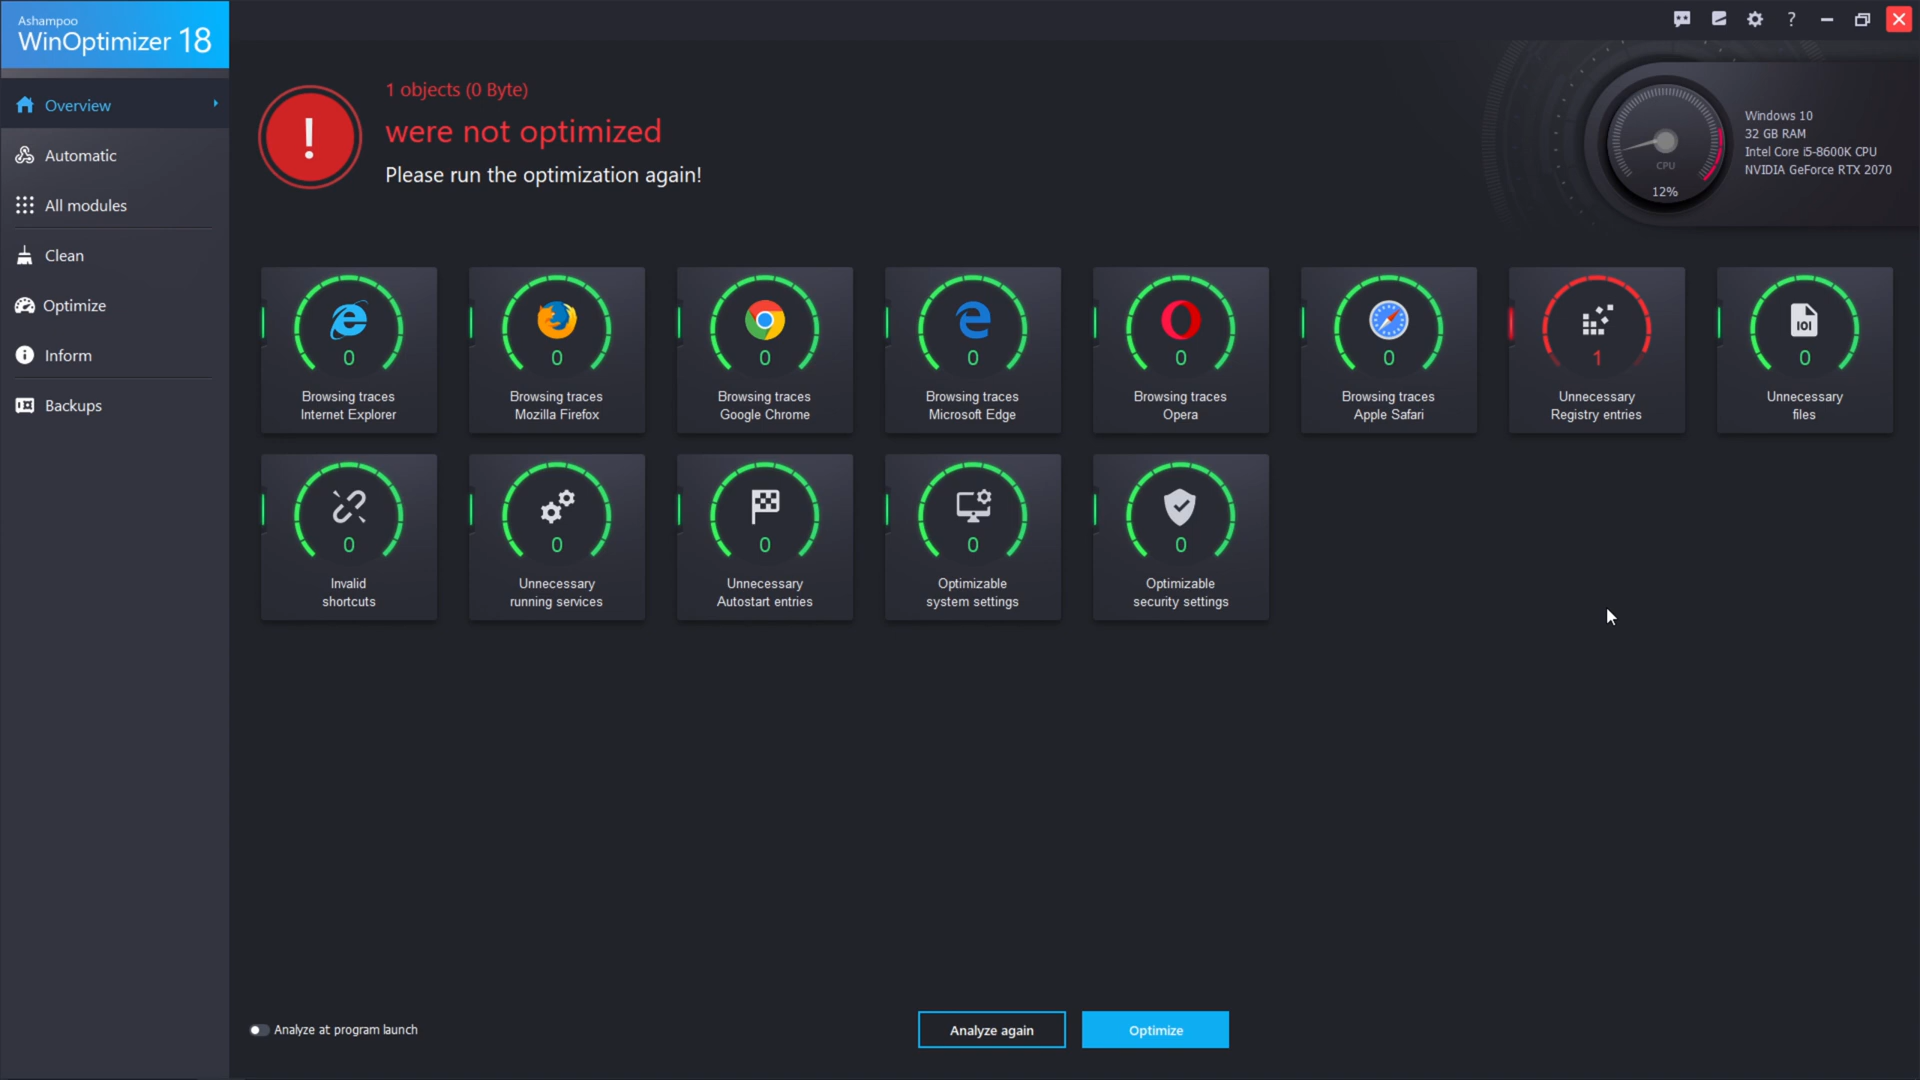 Ashampoo
WinOptimizer 18
Overview
Automatic
All modules
Clean
Optimize
Inform
Backups
?
!
1 objects (0 Byte)
were not optimized
Please run the optimization again!
CPU
12%
Windows 10
32 GB RAM
Intel Core i5-8600K CPU
NVIDIA GeForce RTX 2070
0
Browsing traces
Internet Explorer
0
Browsing traces
Mozilla Firefox
0
Browsing traces
Google Chrome
0
Browsing traces
Microsoft Edge
0
Browsing traces
Opera
0
Browsing traces
Apple Safari
1
Unnecessary
Registry entries
IOI
0
Unnecessary
files
0
Invalid
shortcuts
0
Unnecessary
running services
0
Unnecessary
Autostart entries
0
Optimizable
system settings
0
Optimizable
security settings
Analyze at program launch
Analyze again
Optimize